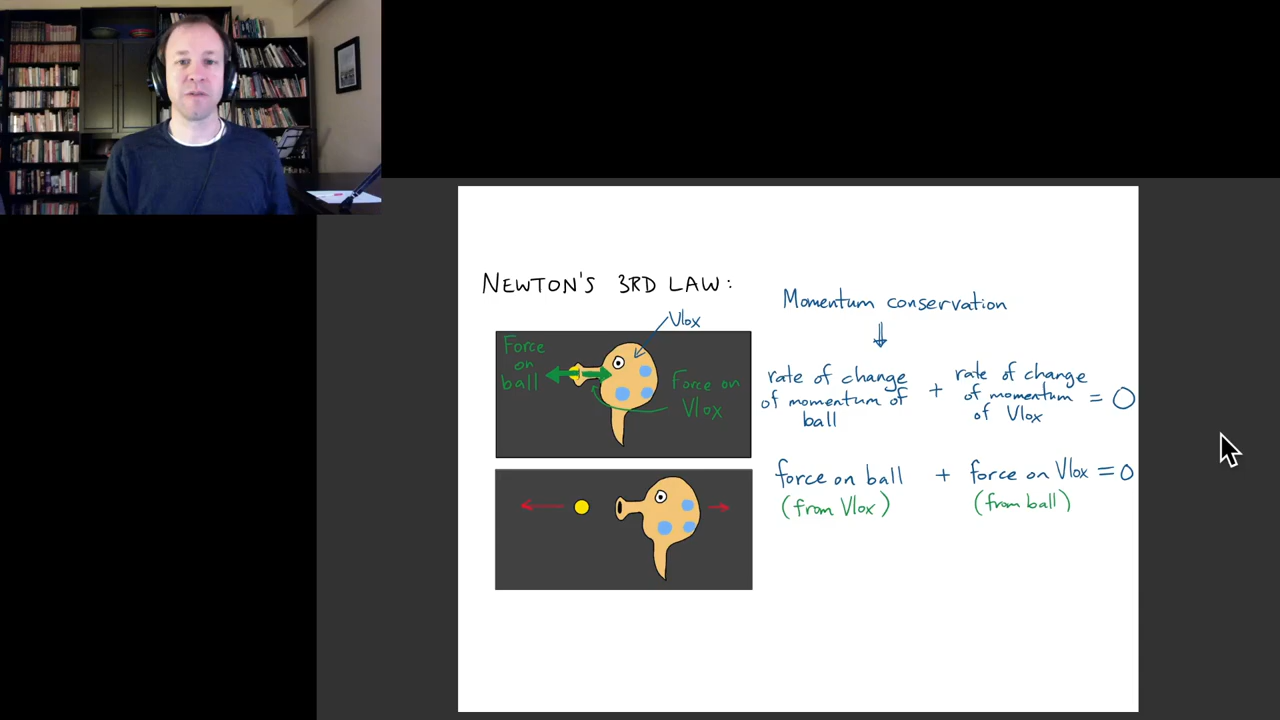 NEWTON'S 3RD LAW:
Vlox
Force
on
ball
Force on
Vlox
Momentum conservation
rate of change
of momentum of
ball
+
rate of change
of momentum
of Vlox
= 0
force on ball + force on Vlox = 0
(from Vlox) (from ball)